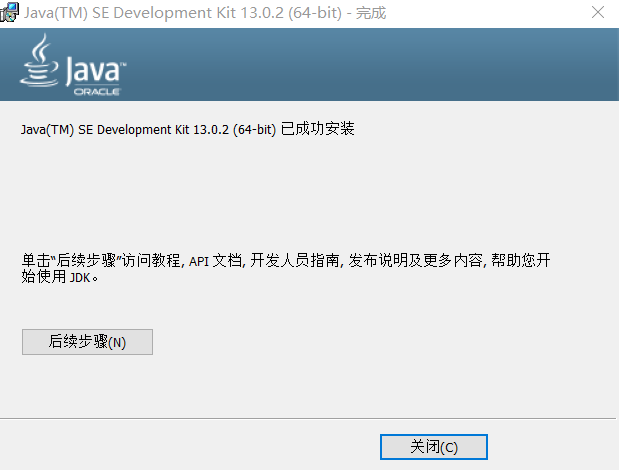 Java(TM) SE Development Kit 13.0.2 (64-bit) - 完成
Java™
ORACLE
Java(TM) SE Development Kit 13.0.2 (64-bit) 已成功安装
单击“后续步骤”访问教程, API 文档, 开发人员指南, 发布说明及更多内容, 帮助您开
始使用 JDK。
后续步骤(N)
关闭(C)